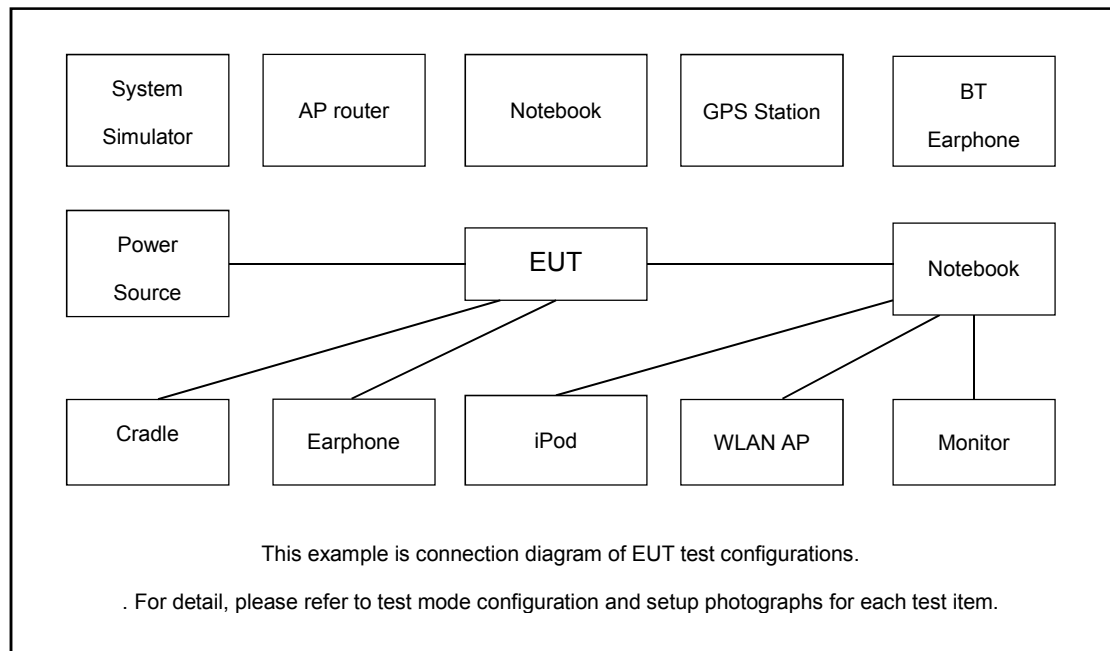 System
Simulator
AP router
Notebook
GPS Station
BT
Earphone
Power
Source
EUT
Notebook
Cradle
Earphone
iPod
WLAN AP
Monitor
This example is connection diagram of EUT test configurations.
. For detail, please refer to test mode configuration and setup photographs for each test item.